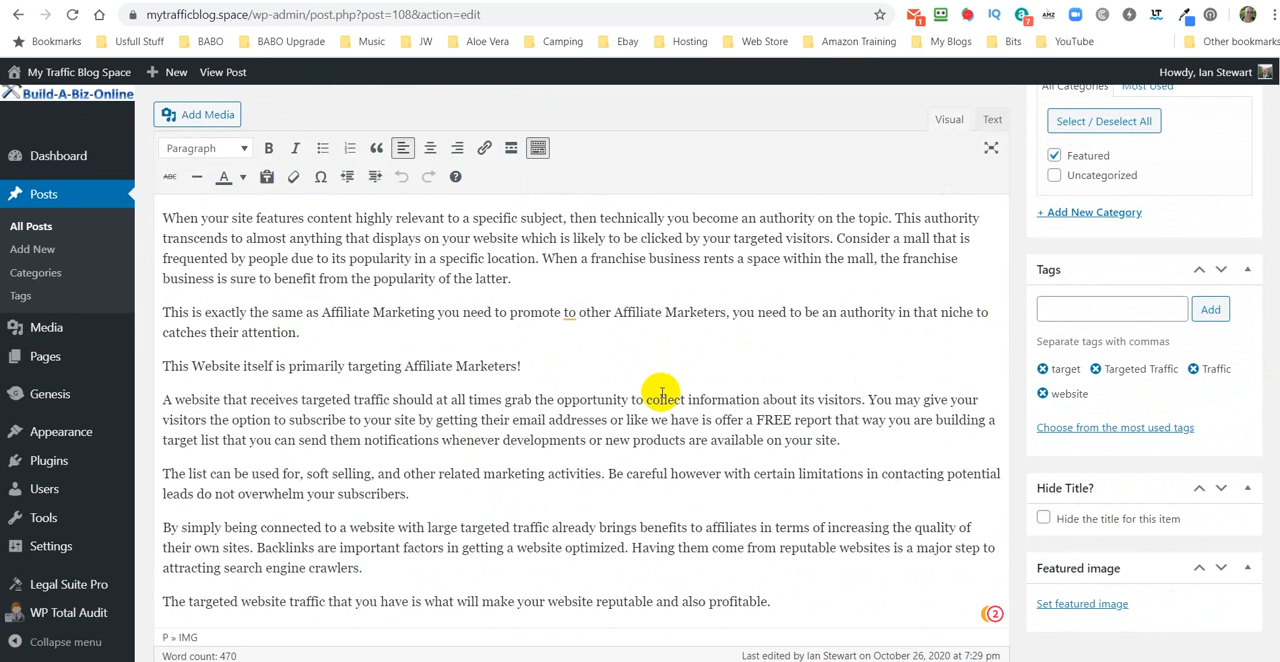 mytrafficblog.space/wp-admin/post.php?post=108&action=edit
1 IQ 7 AMZ LT
Bookmarks Usfull Stuff BABO BABO Upgrade Music JW Aloe Vera Camping Ebay Hosting Web Store Amazon Training My Blogs Bits YouTube Other bookmarks
My Traffic Blog Space + New View Post Howdy, Ian Stewart
Build-A-Biz-Online
Dashboard
Posts
All Posts
Add New
Categories
Tags
Media
Pages
Genesis
Appearance
Plugins
Users
Tools
Settings
Legal Suite Pro
WP Total Audit
Collapse menu
Add Media
Visual Text
Paragraph B I
ABC A Ω
When your site features content highly relevant to a specific subject, then technically you become an authority on the topic. This authority
transcends to almost anything that displays on your website which is likely to be clicked by your targeted visitors. Consider a mall that is
frequented by people due to its popularity in a specific location. When a franchise business rents a space within the mall, the franchise
business is sure to benefit from the popularity of the latter.
This is exactly the same as Affiliate Marketing you need to promote to other Affiliate Marketers, you need to be an authority in that niche to
catches their attention.
This Website itself is primarily targeting Affiliate Marketers!
A website that receives targeted traffic should at all times grab the opportunity to collect information about its visitors. You may give your
visitors the option to subscribe to your site by getting their email addresses or like we have is offer a FREE report that way you are building a
target list that you can send them notifications whenever developments or new products are available on your site.
The list can be used for, soft selling, and other related marketing activities. Be careful however with certain limitations in contacting potential
leads do not overwhelm your subscribers.
By simply being connected to a website with large targeted traffic already brings benefits to affiliates in terms of increasing the quality of
their own sites. Backlinks are important factors in getting a website optimized. Having them come from reputable websites is a major step to
attracting search engine crawlers.
The targeted website traffic that you have is what will make your website reputable and also profitable.
2
P » IMG
Word count: 470 Last edited by Ian Stewart on October 26, 2020 at 7:29 pm
All Categories Most Used
Select / Deselect All
Featured
Uncategorized
+ Add New Category
Tags
Add
Separate tags with commas
target Targeted Traffic Traffic
website
Choose from the most used tags
Hide Title?
Hide the title for this item
Featured image
Set featured image